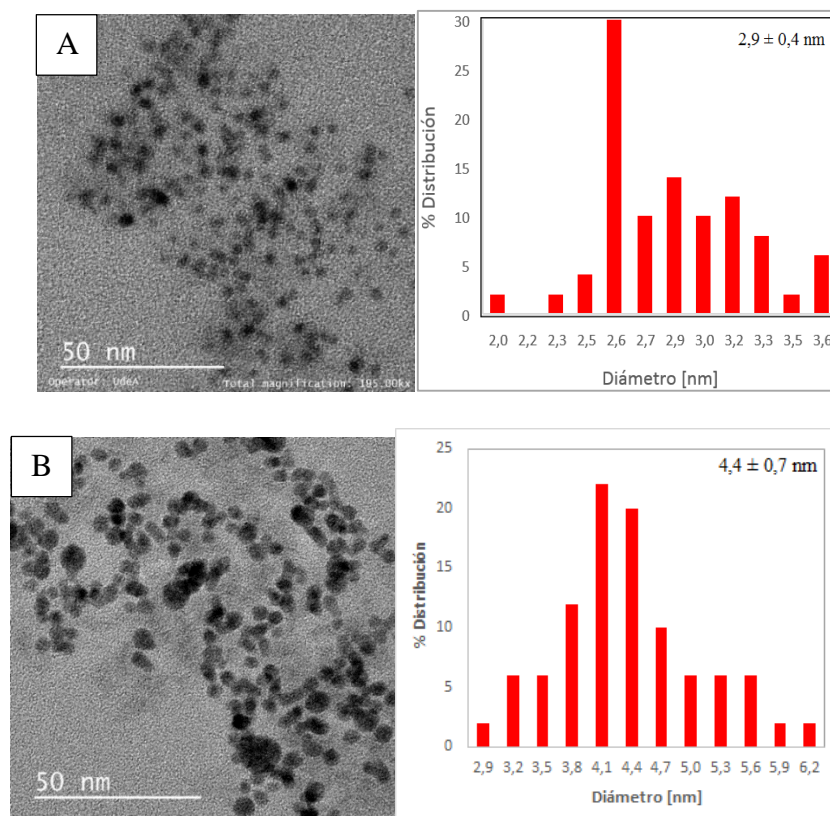 A
50 nm
Operator: UdeA
Total magnification: 195.00kx
2,9 ± 0,4 nm
% Distribución
30
25
20
15
10
5
0
2,0 2,2 2,3 2,5 2,6 2,7 2,9 3,0 3,2 3,3 3,5 3,6
Diámetro [nm]
B
50 nm
4,4 ± 0,7 nm
% Distribución
25
20
15
10
5
0
2,9 3,2 3,5 3,8 4,1 4,4 4,7 5,0 5,3 5,6 5,9 6,2
Diámetro [nm]